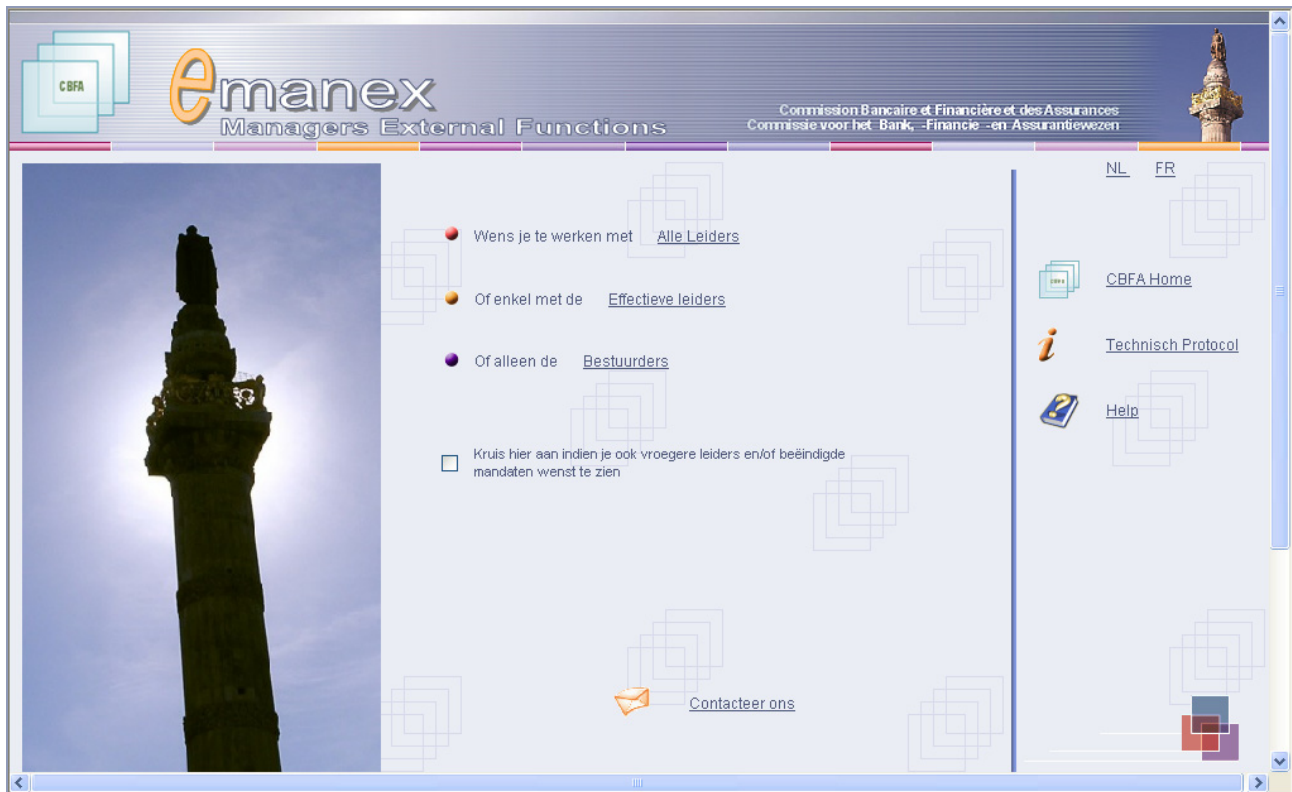 CBFA
emanex
Managers External Functions
Commission Bancaire et Financière et des Assurances
Commissie voor het Bank, -Financie -en Assurantiewezen
NL FR
Wens je te werken met Alle Leiders
Of enkel met de Effectieve leiders
Of alleen de Bestuurders
Kruis hier aan indien je ook vroegere leiders en/of beëindigde
mandaten wenst te zien
Contacteer ons
CBFA Home
Technisch Protocol
Help